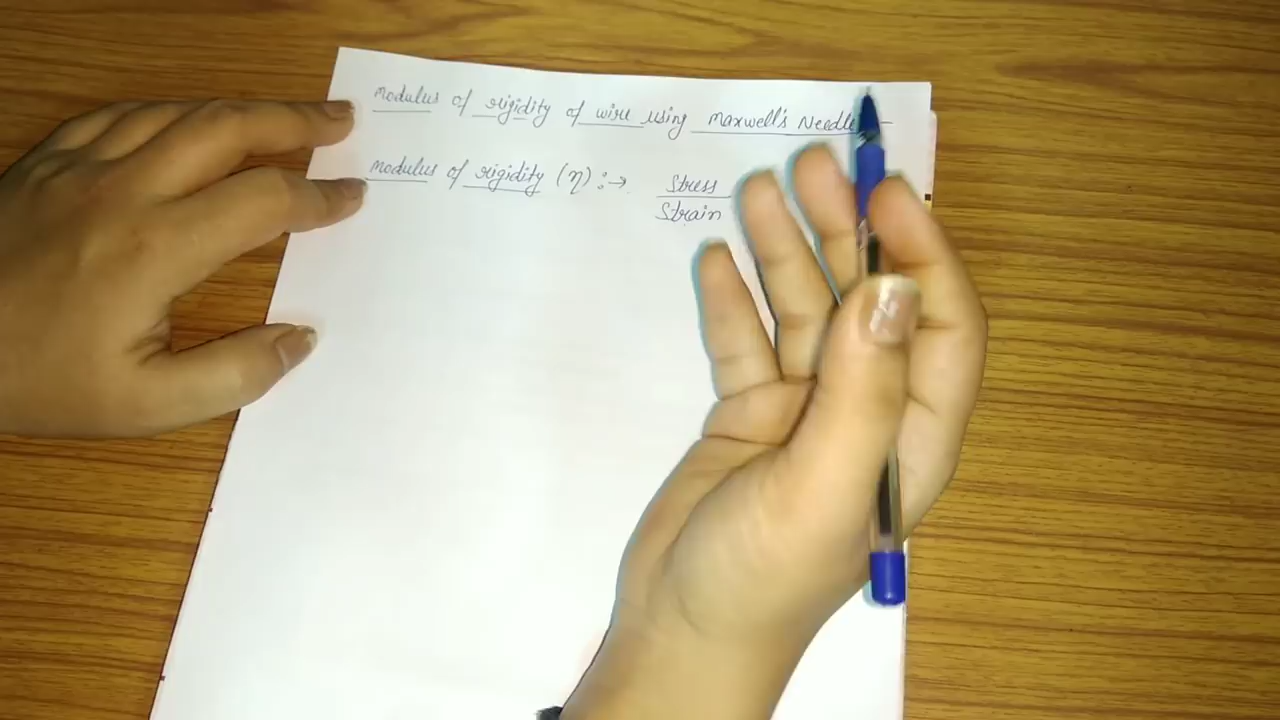 Modulus of rigidity of wire using Maxwell's Needle -
Modulus of rigidity (η) :→ Stress
Strain